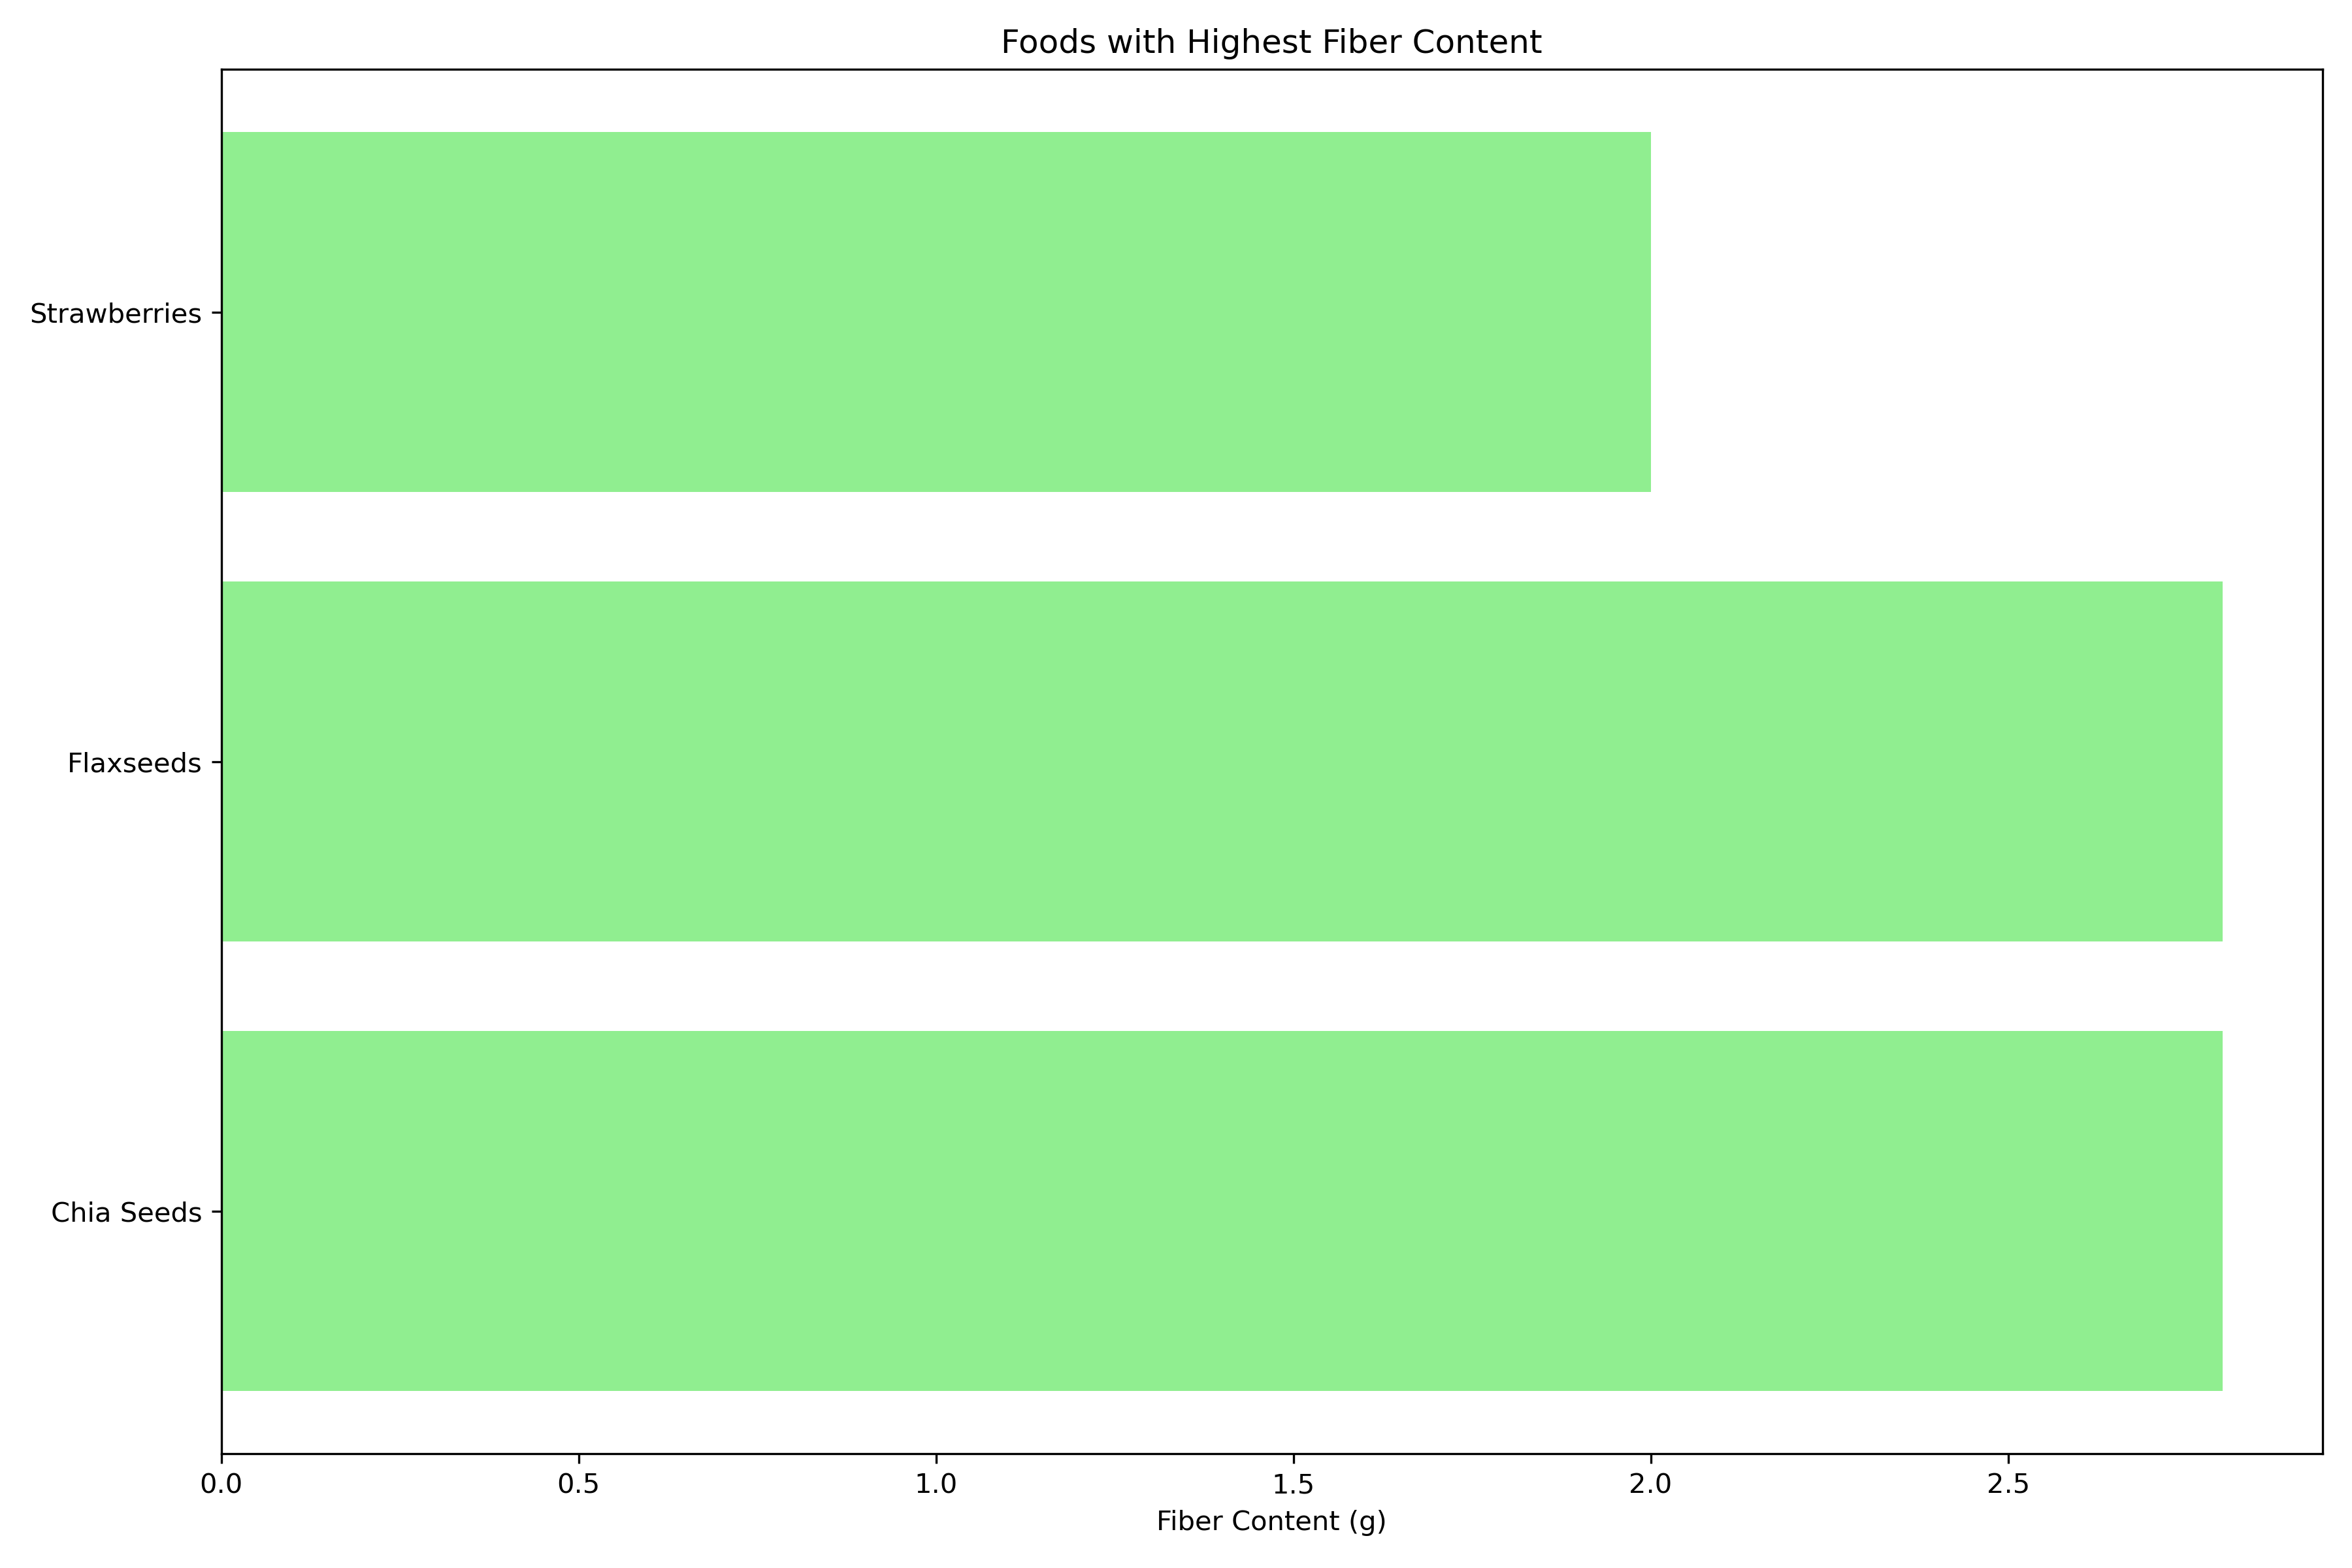 Foods with Highest Fiber Content
Strawberries
Flaxseeds
Chia Seeds
0.0 0.5 1.0 1.5 2.0 2.5
Fiber Content (g)